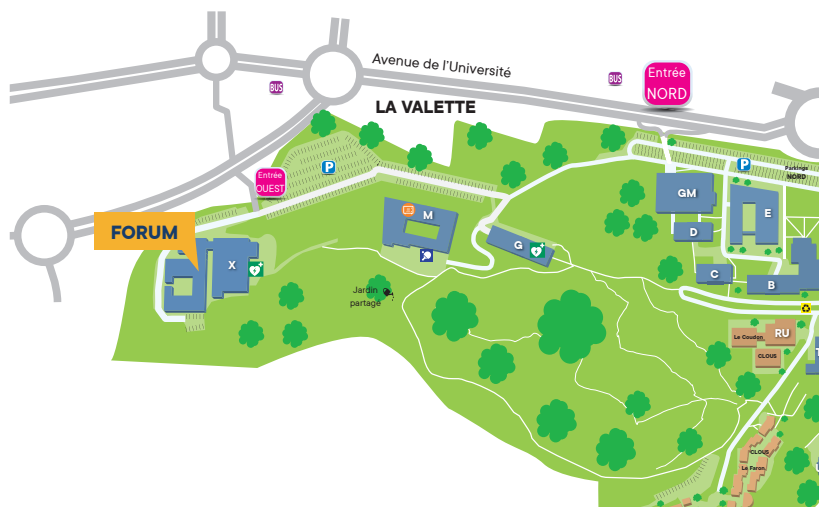 Avenue de l'Université
BUS
BUS
Entrée
NORD
LA VALETTE
P
P
Parkings
NORD
Entrée
OUEST
GM
E
M
FORUM
D
G
X
C
B
Jardin
partagé
RU
Le Coudon
CLOUS
CLOUS
Le Faron